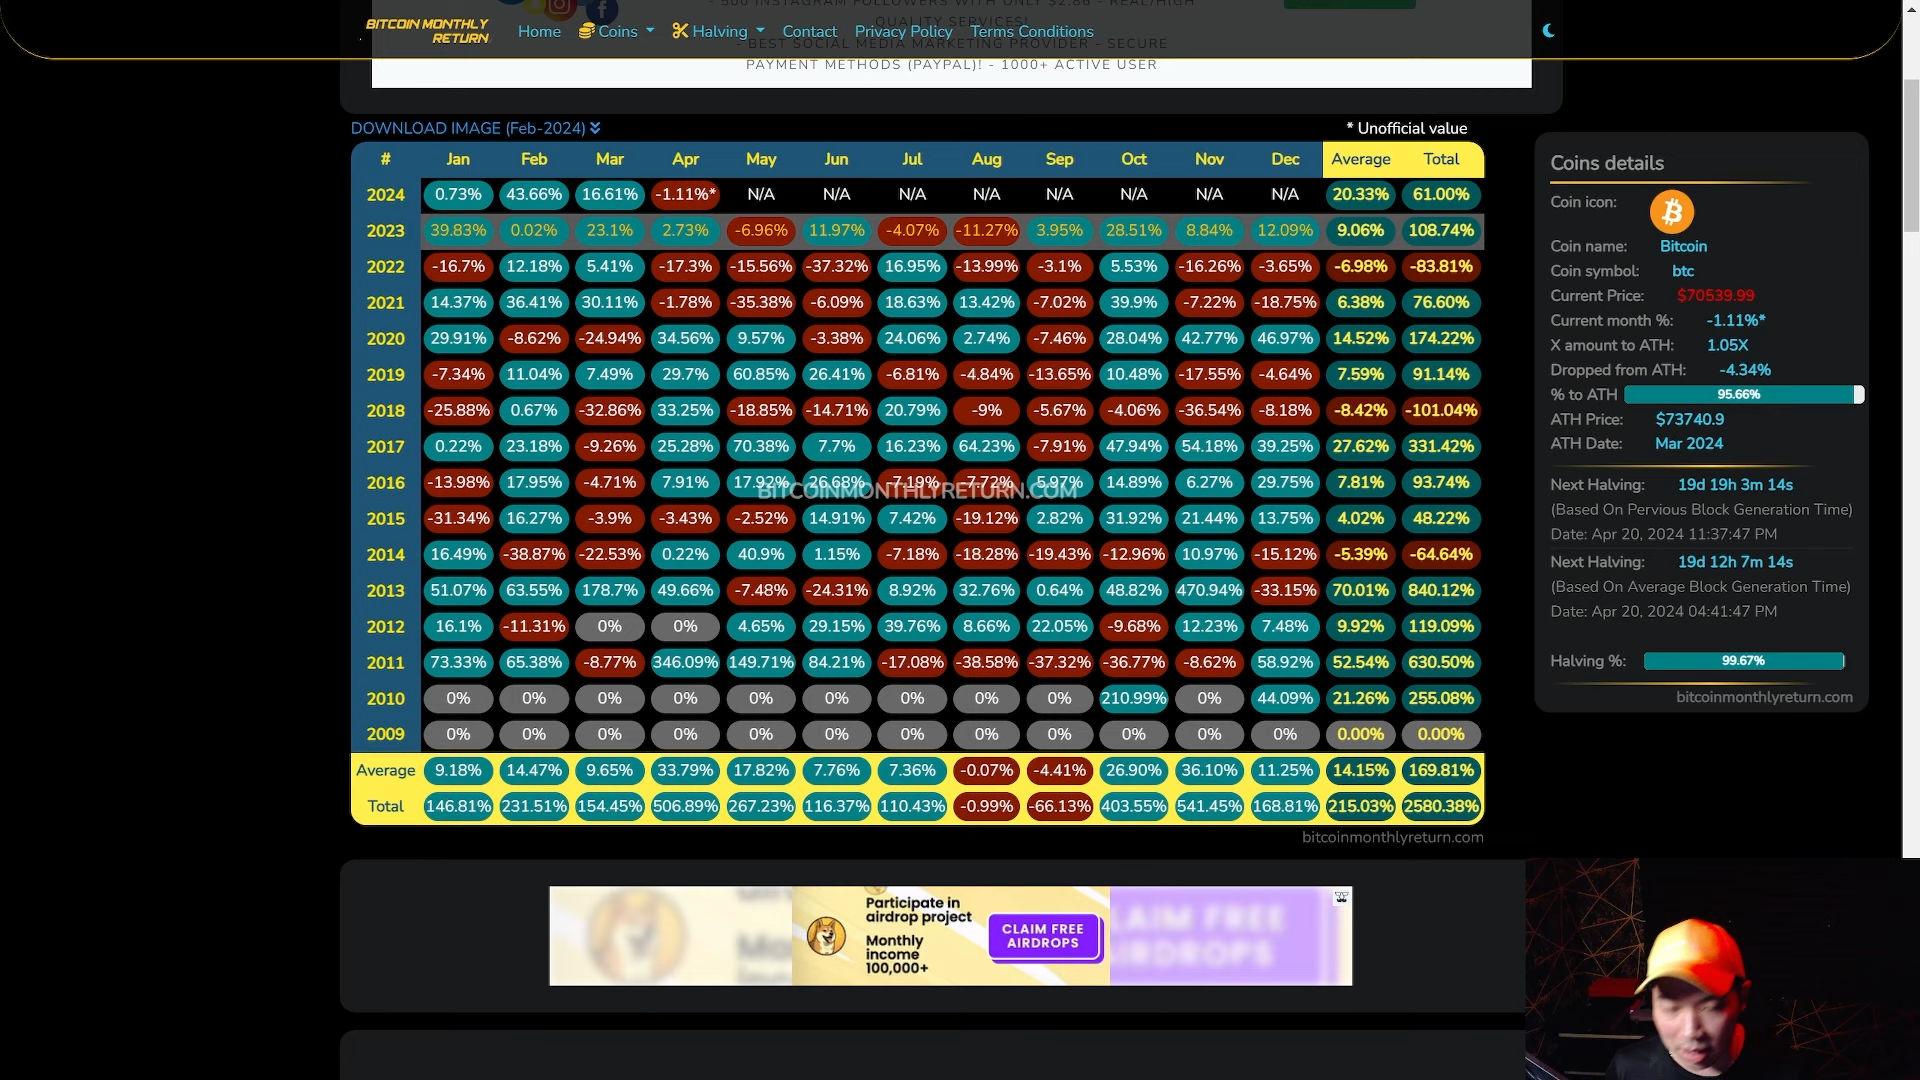 - 500 INSTAGRAM FOLLOWERS WITH ONLY $2.86 - REAL/HIGH
QUALITY SERVICES!
BITCOIN MONTHLY
RETURN
Home Coins Halving Contact Privacy Policy Terms Conditions
- BEST SOCIAL MEDIA MARKETING PROVIDER - SECURE
PAYMENT METHODS (PAYPAL)! - 1000+ ACTIVE USER
DOWNLOAD IMAGE (Feb-2024)
* Unofficial value
# Jan Feb Mar Apr May Jun Jul Aug Sep Oct Nov Dec Average Total
2024 0.73% 43.66% 16.61% -1.11%* N/A N/A N/A N/A N/A N/A N/A N/A 20.33% 61.00%
2023 39.83% 0.02% 23.1% 2.73% -6.96% 11.97% -4.07% -11.27% 3.95% 28.51% 8.84% 12.09% 9.06% 108.74%
2022 -16.7% 12.18% 5.41% -17.3% -15.56% -37.32% 16.95% -13.99% -3.1% 5.53% -16.26% -3.65% -6.98% -83.81%
2021 14.37% 36.41% 30.11% -1.78% -35.38% -6.09% 18.63% 13.42% -7.02% 39.9% -7.22% -18.75% 6.38% 76.60%
2020 29.91% -8.62% -24.94% 34.56% 9.57% -3.38% 24.06% 2.74% -7.46% 28.04% 42.77% 46.97% 14.52% 174.22%
2019 -7.34% 11.04% 7.49% 29.7% 60.85% 26.41% -6.81% -4.84% -13.65% 10.48% -17.55% -4.64% 7.59% 91.14%
2018 -25.88% 0.67% -32.86% 33.25% -18.85% -14.71% 20.79% -9% -5.67% -4.06% -36.54% -8.18% -8.42% -101.04%
2017 0.22% 23.18% -9.26% 25.28% 70.38% 7.7% 16.23% 64.23% -7.91% 47.94% 54.18% 39.25% 27.62% 331.42%
2016 -13.98% 17.95% -4.71% 7.91% 17.92% 26.68% -7.19% -7.72% 5.97% 14.89% 6.27% 29.75% 7.81% 93.74%
BITCOINMONTHLYRETURN.COM
2015 -31.34% 16.27% -3.9% -3.43% -2.52% 14.91% 7.42% -19.12% 2.82% 31.92% 21.44% 13.75% 4.02% 48.22%
2014 16.49% -38.87% -22.53% 0.22% 40.9% 1.15% -7.18% -18.28% -19.43% -12.96% 10.97% -15.12% -5.39% -64.64%
2013 51.07% 63.55% 178.7% 49.66% -7.48% -24.31% 8.92% 32.76% 0.64% 48.82% 470.94% -33.15% 70.01% 840.12%
2012 16.1% -11.31% 0% 0% 4.65% 29.15% 39.76% 8.66% 22.05% -9.68% 12.23% 7.48% 9.92% 119.09%
2011 73.33% 65.38% -8.77% 346.09% 149.71% 84.21% -17.08% -38.58% -37.32% -36.77% -8.62% 58.92% 52.54% 630.50%
2010 0% 0% 0% 0% 0% 0% 0% 0% 0% 210.99% 0% 44.09% 21.26% 255.08%
2009 0% 0% 0% 0% 0% 0% 0% 0% 0% 0% 0% 0% 0.00% 0.00%
Average 9.18% 14.47% 9.65% 33.79% 17.82% 7.76% 7.36% -0.07% -4.41% 26.90% 36.10% 11.25% 14.15% 169.81%
Total 146.81% 231.51% 154.45% 506.89% 267.23% 116.37% 110.43% -0.99% -66.13% 403.55% 541.45% 168.81% 215.03% 2580.38%
bitcoinmonthlyreturn.com
Coins details
Coin icon:
Coin name: Bitcoin
Coin symbol: btc
Current Price: $70539.99
Current month %: -1.11%*
X amount to ATH: 1.05X
Dropped from ATH: -4.34%
% to ATH 95.66%
ATH Price: $73740.9
ATH Date: Mar 2024
Next Halving: 19d 19h 3m 14s
(Based On Pervious Block Generation Time)
Date: Apr 20, 2024 11:37:47 PM
Next Halving: 19d 12h 7m 14s
(Based On Average Block Generation Time)
Date: Apr 20, 2024 04:41:47 PM
Halving %: 99.67%
bitcoinmonthlyreturn.com
Participate in
airdrop project
Monthly
income
100,000+
CLAIM FREE
AIRDROPS
LAIM FREE
AIRDROPS